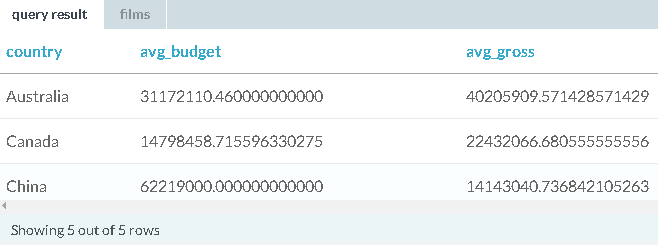 query result films
country avg_budget avg_gross
Australia 31172110.460000000000 40205909.571428571429
Canada 14798458.715596330275 22432066.680555555556
China 62219000.000000000000 14143040.736842105263
Showing 5 out of 5 rows